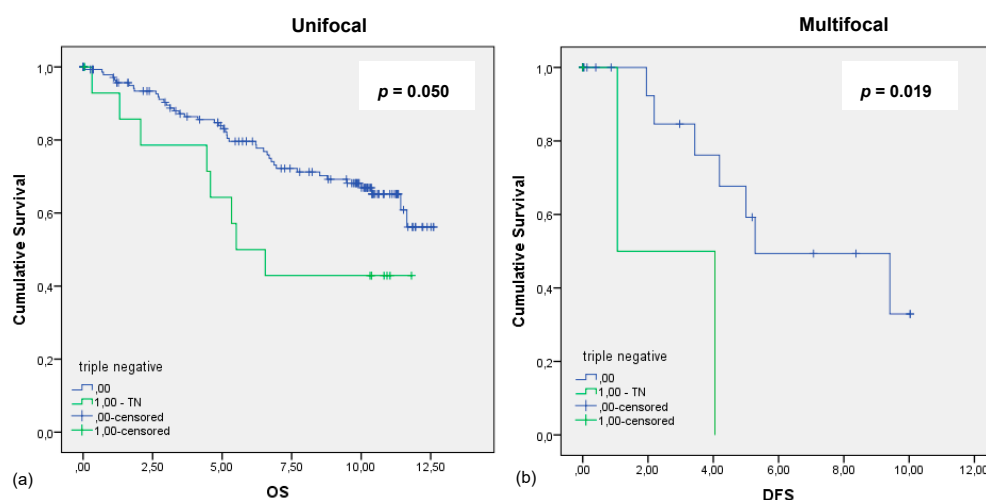 Unifocal
p = 0.050
Cumulative Survival
1,0
0,8
0,6
0,4
0,2
0,0
triple negative
,00
1,00 - TN
,00-censored
1,00-censored
,00
2,50
5,00
7,50
10,00
12,50
OS
(a)
Multifocal
p = 0.019
Cumulative Survival
1,0
0,8
0,6
0,4
0,2
0,0
triple negative
,00
1,00 - TN
,00-censored
1,00-censored
,00
2,00
4,00
6,00
8,00
10,00
12,00
DFS
(b)